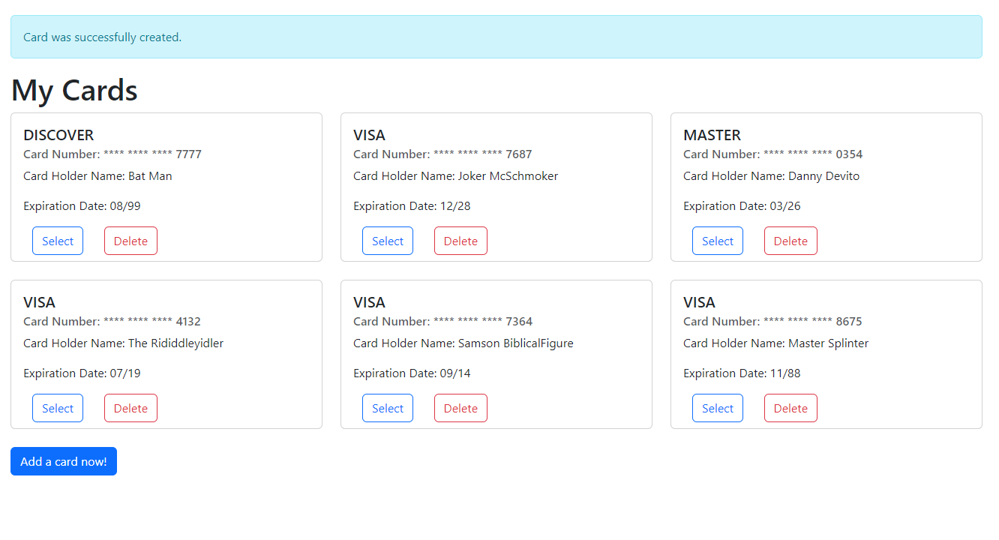 Card was successfully created.
My Cards
DISCOVER
Card Number: **** **** **** 7777
Card Holder Name: Bat Man
Expiration Date: 08/99
Select Delete
VISA
Card Number: **** **** **** 7687
Card Holder Name: Joker McSchmoker
Expiration Date: 12/28
Select Delete
MASTER
Card Number: **** **** **** 0354
Card Holder Name: Danny Devito
Expiration Date: 03/26
Select Delete
VISA
Card Number: **** **** **** 4132
Card Holder Name: The Rididdleyidler
Expiration Date: 07/19
Select Delete
VISA
Card Number: **** **** **** 7364
Card Holder Name: Samson BiblicalFigure
Expiration Date: 09/14
Select Delete
VISA
Card Number: **** **** **** 8675
Card Holder Name: Master Splinter
Expiration Date: 11/88
Select Delete
Add a card now!